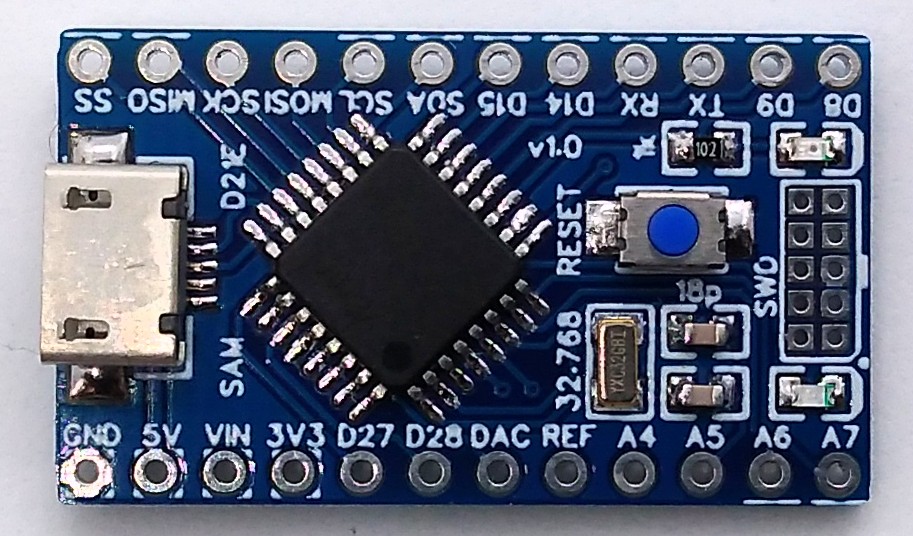 SS MISO SCK MOSI SCL SDA D15 D14 RX TX D9 D8
v1.0
1k
102
D21E
RESET
SWD
18p
SAM
32.768
GND 5V VIN 3V3 D27 D28 DAC REF A4 A5 A6 A7